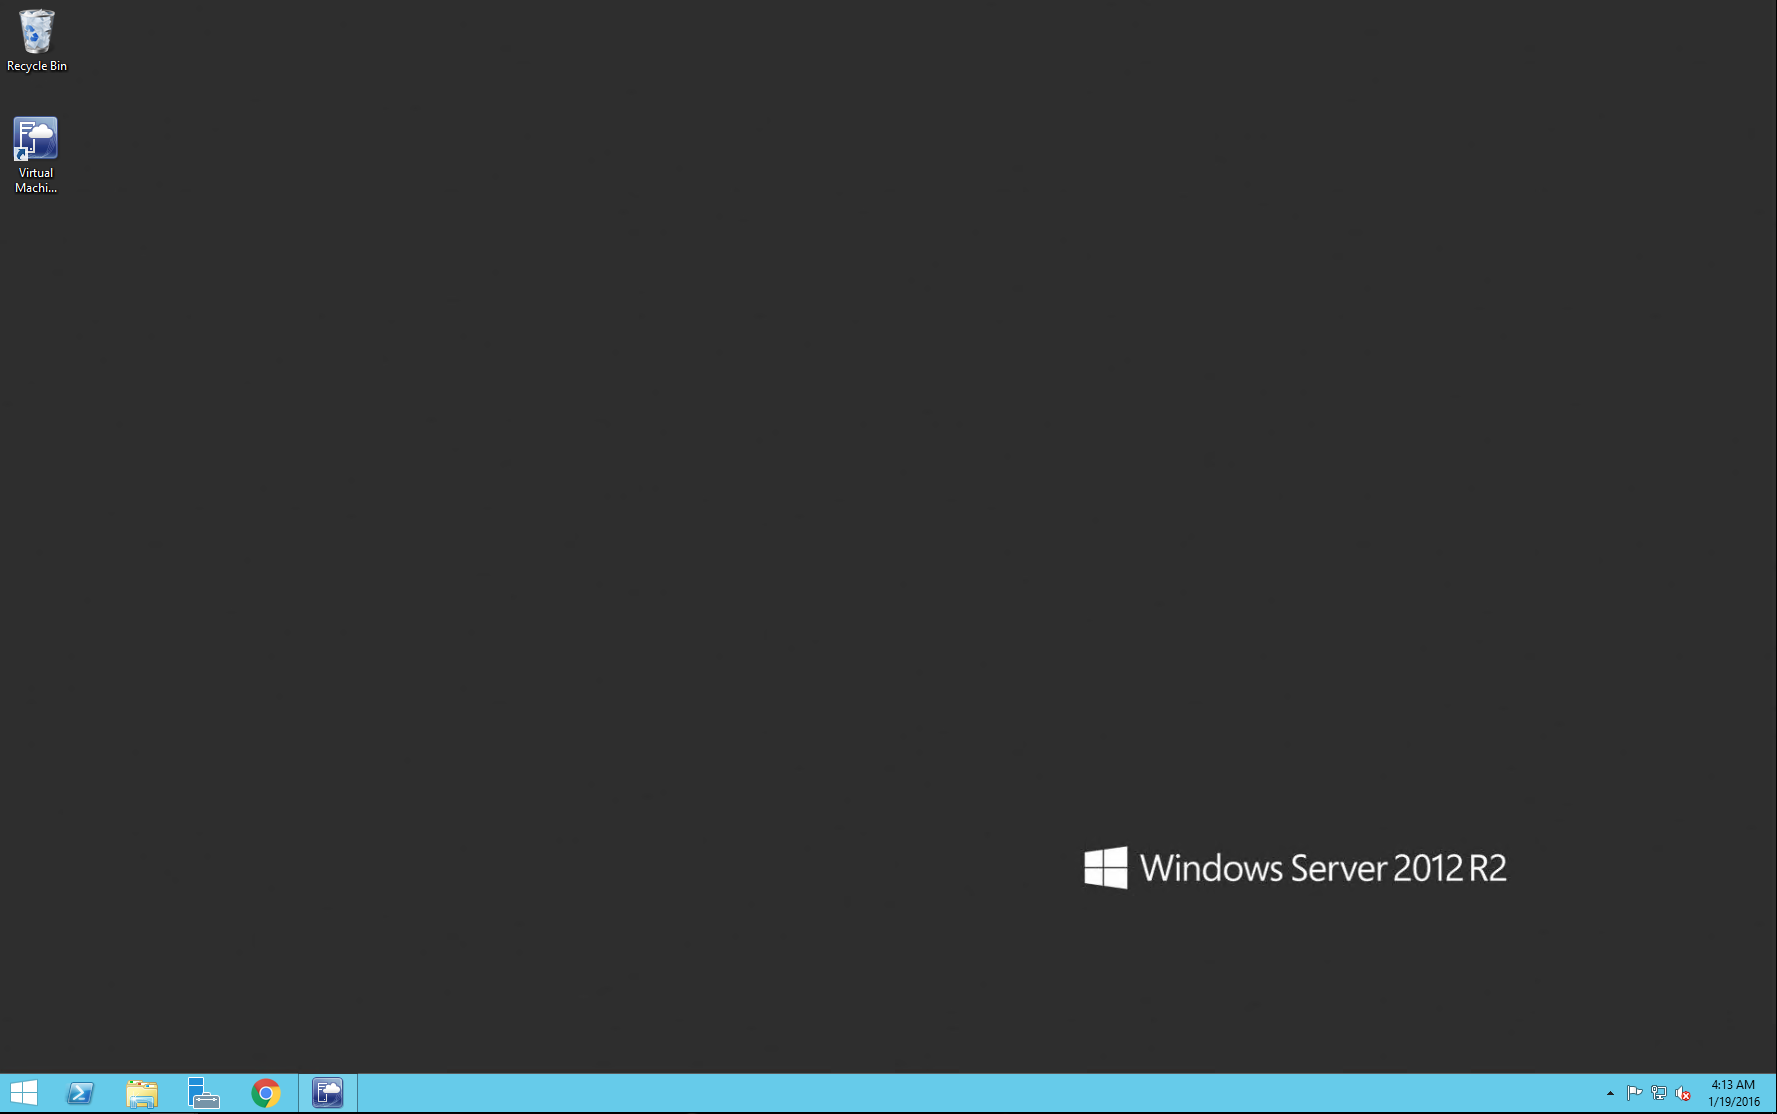 Recycle Bin
Virtual
Machi...
Windows Server 2012 R2
4:13 AM
1/19/2016